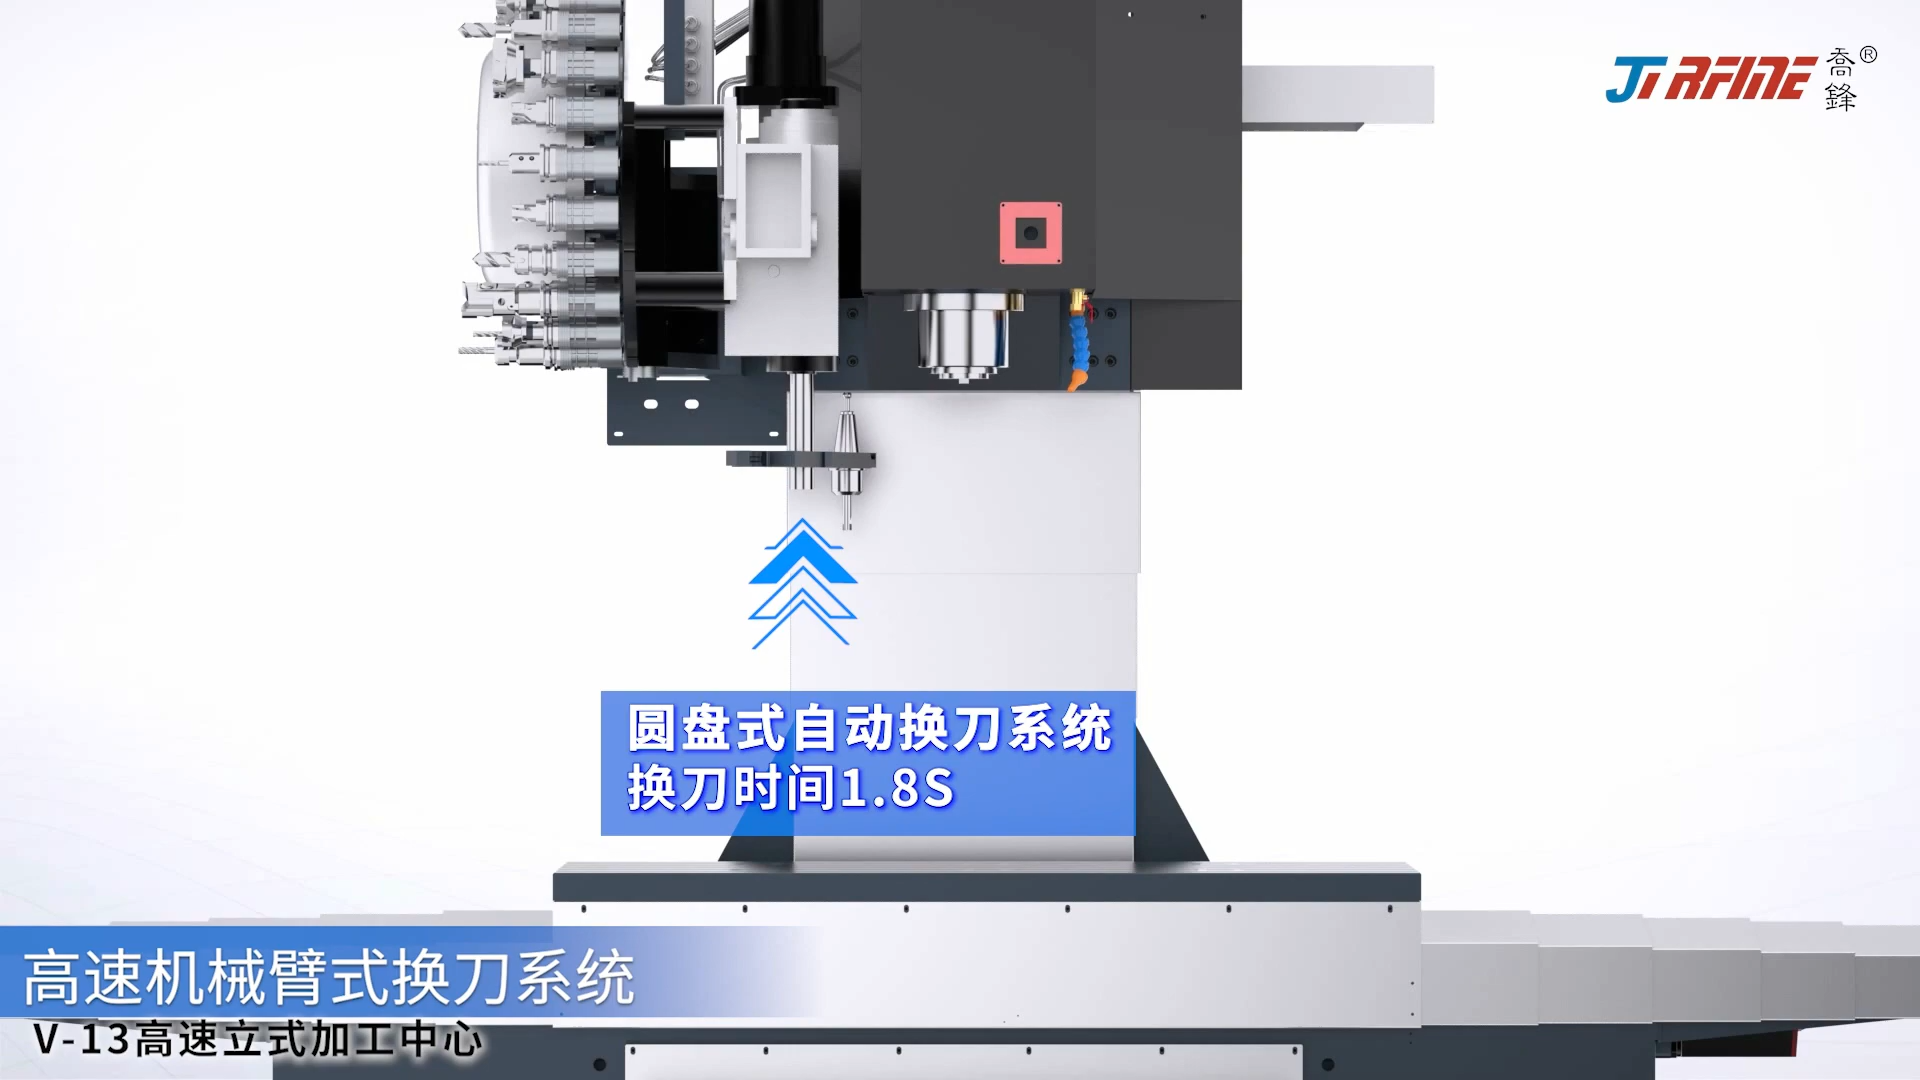 JIRFINE 喬鋒®
圆盘式自动换刀系统
换刀时间1.8S
高速机械臂式换刀系统
V-13高速立式加工中心